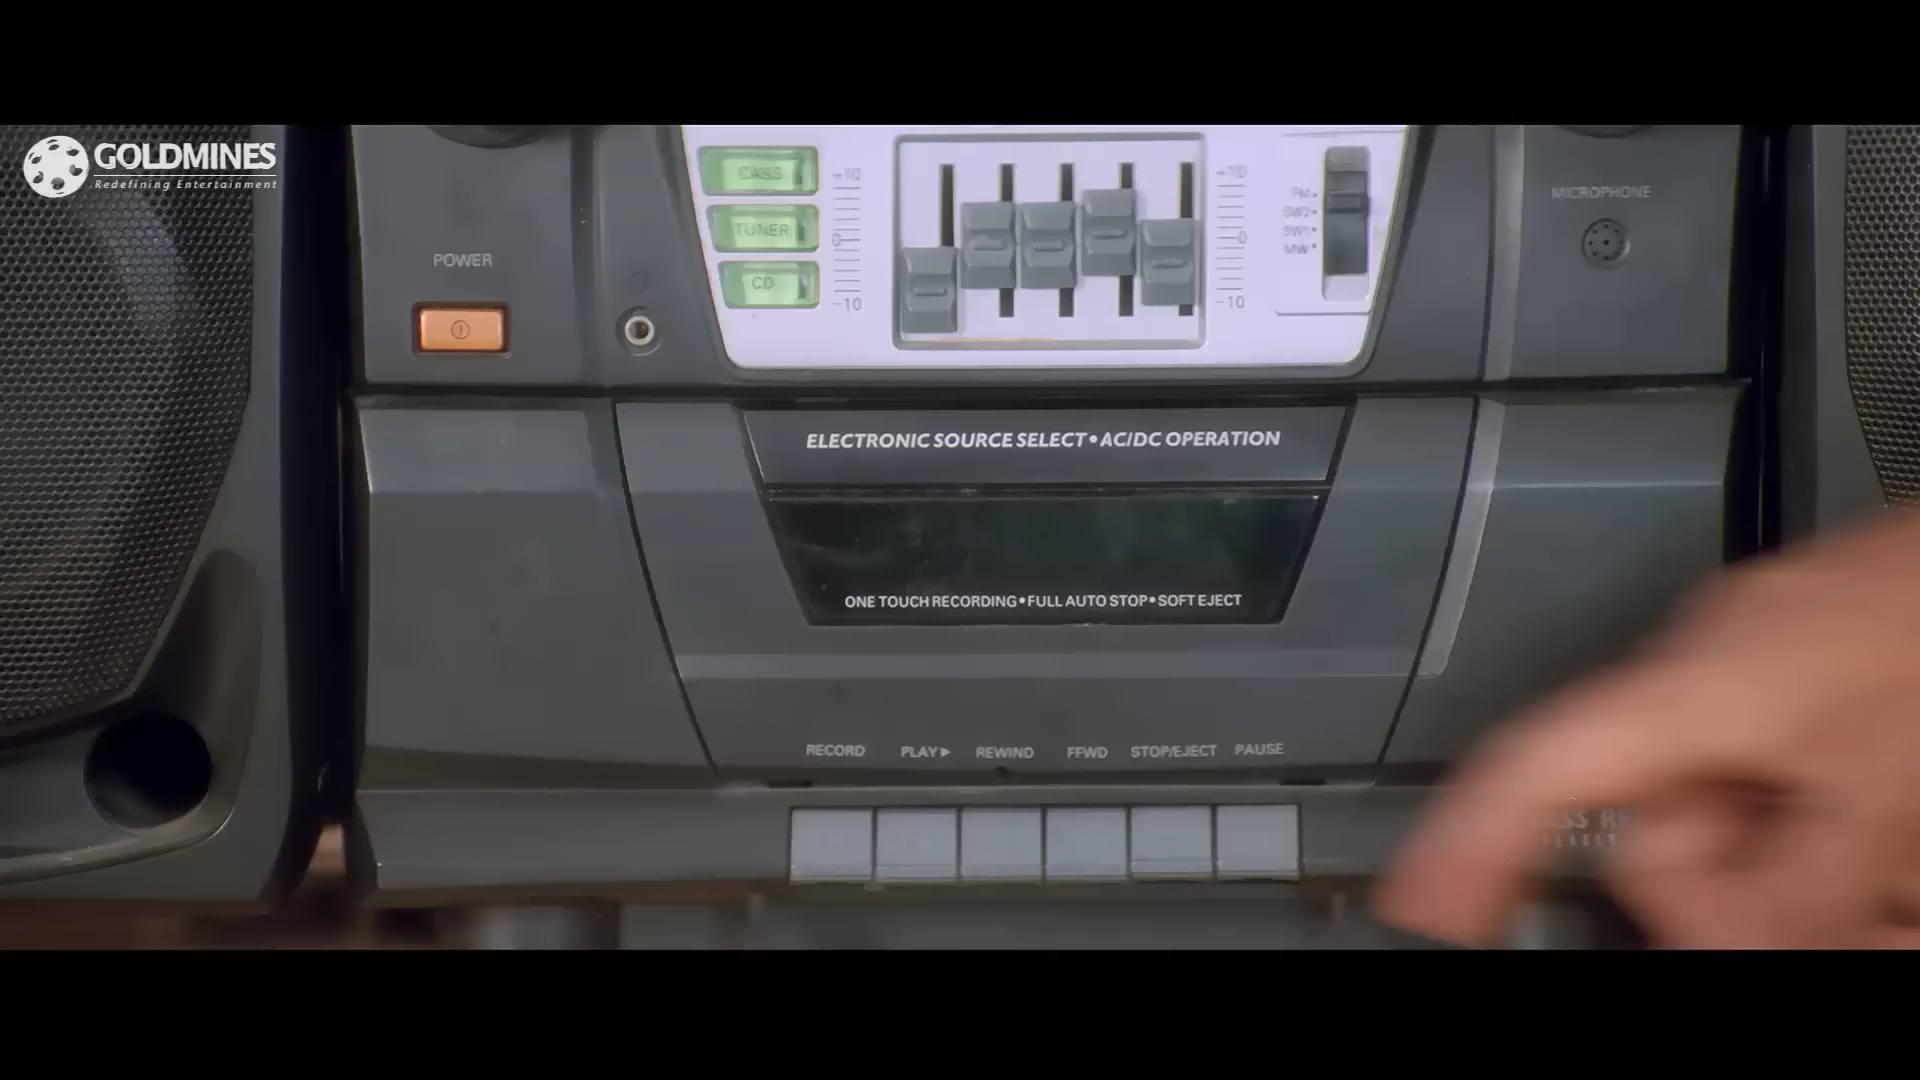 GOLDMINES
Redefining Entertainment
CASS
TUNER
CD
-10
0
-10
-10
0
-10
FM
SW2
SW1
MW
MICROPHONE
POWER
ELECTRONIC SOURCE SELECT•AC/DC OPERATION
ONE TOUCH RECORDING•FULL AUTO STOP•SOFT EJECT
RECORD PLAY▶ REWIND FFWD STOP/EJECT PAUSE